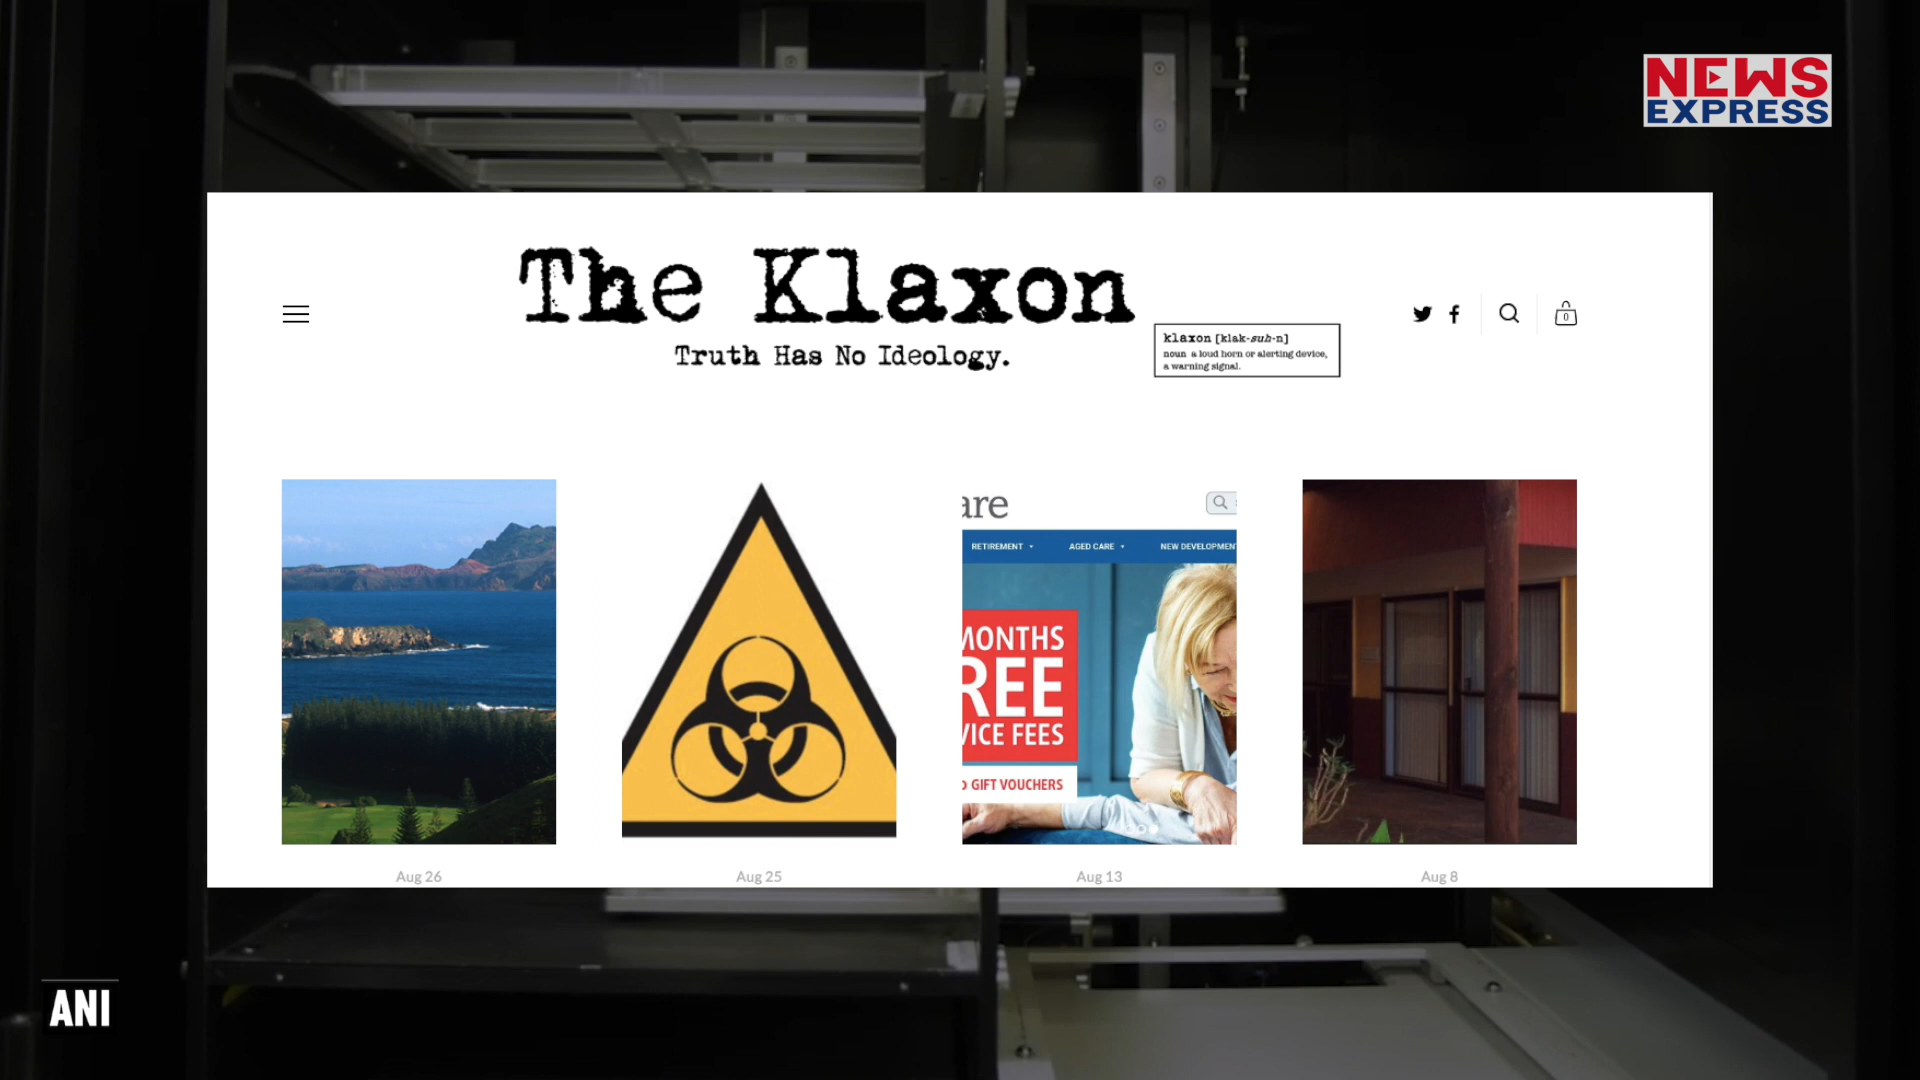 NEWS
EXPRESS
The Klaxon
Truth Has No Ideology.
klaxon [klak-suh-n]
noun a loud horn or alerting device,
a warning signal.
0
are
RETIREMENT
AGED CARE
NEW DEVELOPMEN
MONTHS
REE
VICE FEES
GIFT VOUCHERS
Aug 26
Aug 25
Aug 13
Aug 8
ANI